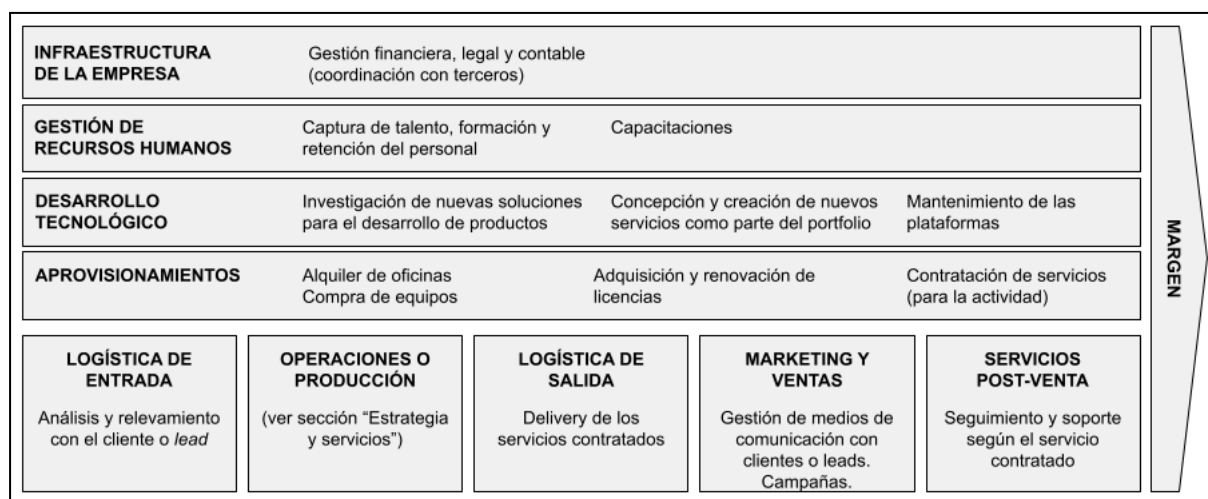 INFRAESTRUCTURA
DE LA EMPRESA
Gestión financiera, legal y contable
(coordinación con terceros)
GESTIÓN DE
RECURSOS HUMANOS
Captura de talento, formación y
retención del personal
Capacitaciones
DESARROLLO
TECNOLÓGICO
Investigación de nuevas soluciones
para el desarrollo de productos
Concepción y creación de nuevos
servicios como parte del portfolio
Mantenimiento de las
plataformas
APROVISIONAMIENTOS
Alquiler de oficinas
Compra de equipos
Adquisición y renovación de
licencias
Contratación de servicios
(para la actividad)
LOGÍSTICA DE
ENTRADA
Análisis y relevamiento
con el cliente o lead
OPERACIONES O
PRODUCCIÓN
(ver sección “Estrategia
y servicios”)
LOGÍSTICA DE
SALIDA
Delivery de los
servicios contratados
MARKETING Y
VENTAS
Gestión de medios de
comunicación con
clientes o leads.
Campañas.
SERVICIOS
POST-VENTA
Seguimiento y soporte
según el servicio
contratado
MARGEN